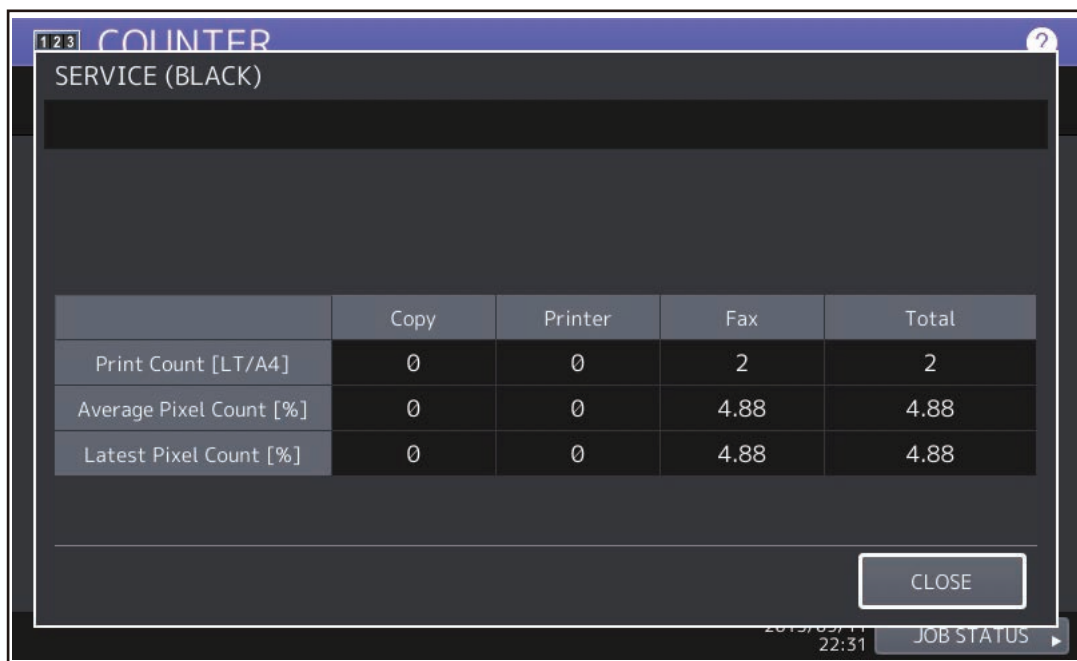 123 COUNTER ?
SERVICE (BLACK)
Copy Printer Fax Total
Print Count [LT/A4] 0 0 2 2
Average Pixel Count [%] 0 0 4.88 4.88
Latest Pixel Count [%] 0 0 4.88 4.88
CLOSE
22:31 JOB STATUS